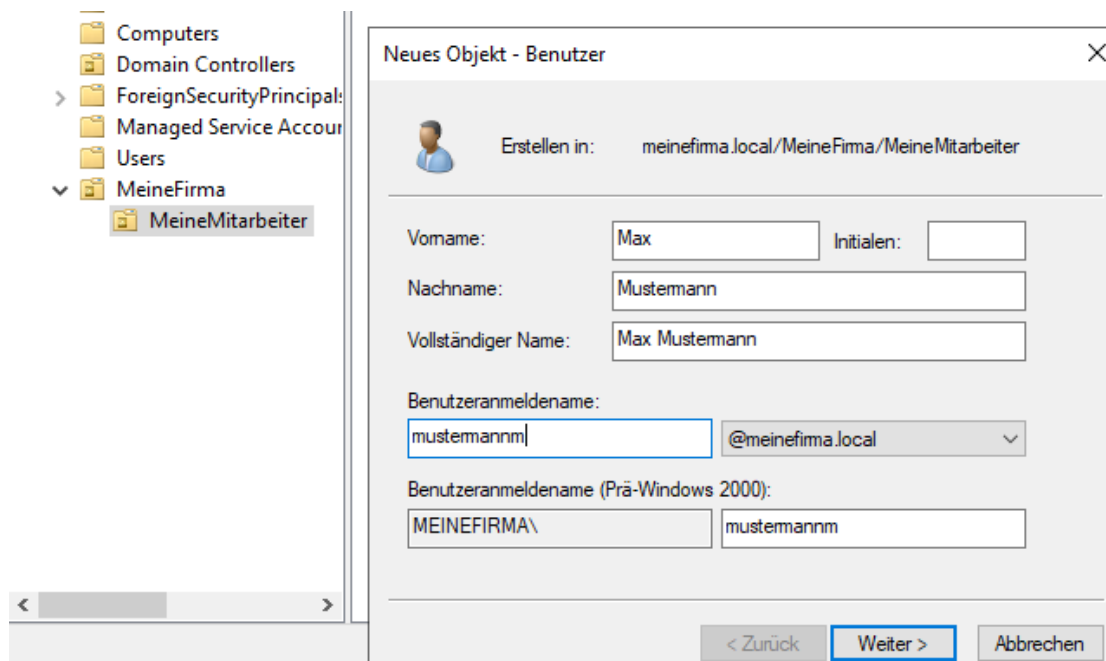 Computers
Domain Controllers
ForeignSecurityPrincipals
Managed Service Accour
Users
MeineFirma
MeineMitarbeiter
Neues Objekt - Benutzer
Erstellen in: meinefirma.local/MeineFirma/MeineMitarbeiter
Vorname: Max Initialen:
Nachname: Mustermann
Vollständiger Name: Max Mustermann
Benutzeranmeldename:
mustermannm @meinefirma.local
Benutzeranmeldename (Prä-Windows 2000):
MEINEFIRMA\ mustermannm
< Zurück Weiter > Abbrechen